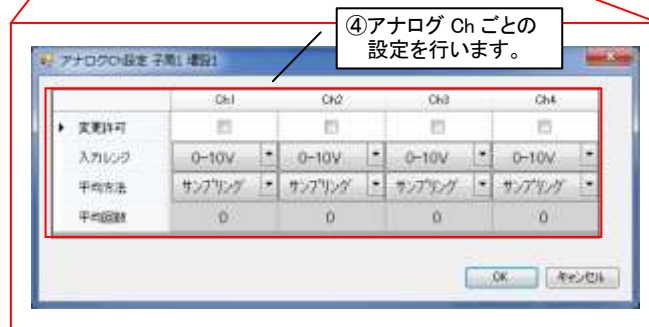 ④アナログ Ch ごとの
設定を行います。
アナログCh設定 子局1 増設1
Ch1 Ch2 Ch3 Ch4
変更許可
入力レンジ 0-10V 0-10V 0-10V 0-10V
平均方法 サンプリング サンプリング サンプリング サンプリング
平均回数 0 0 0 0
OK キャンセル